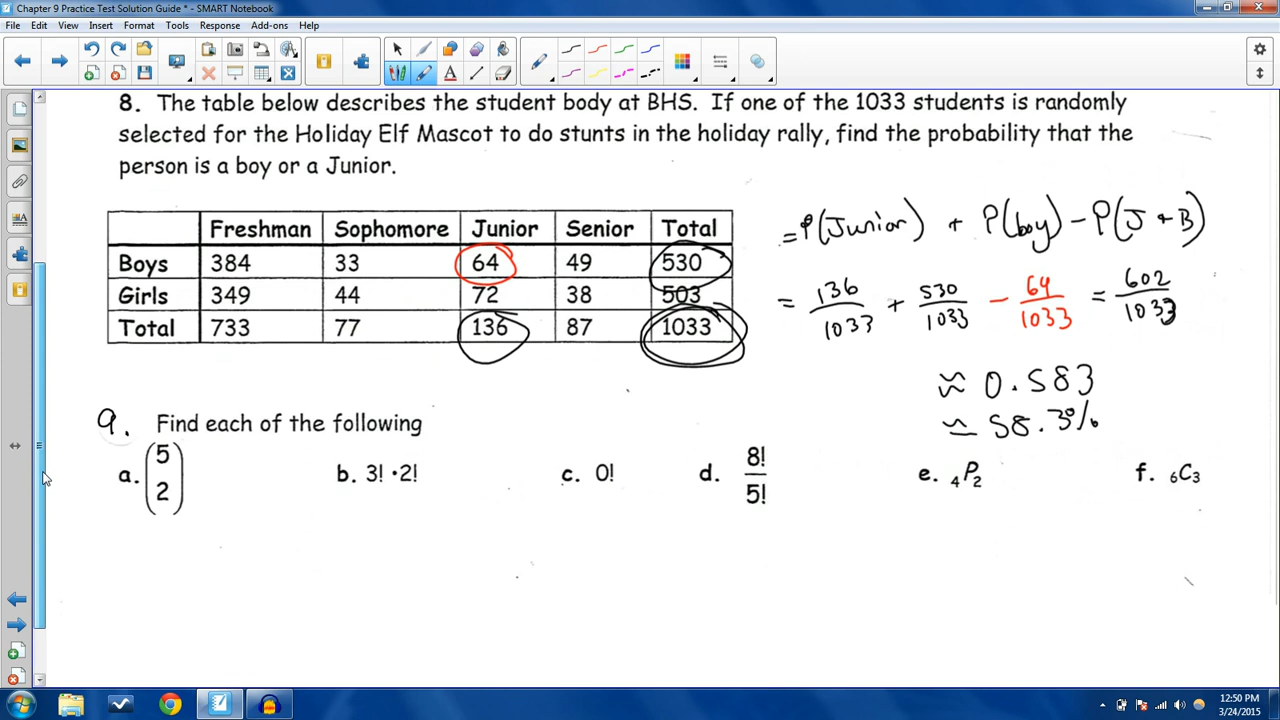 Chapter 9 Practice Test Solution Guide * - SMART Notebook
File Edit View Insert Format Tools Response Add-ons Help
8. The table below describes the student body at BHS. If one of the 1033 students is randomly
selected for the Holiday Elf Mascot to do stunts in the holiday rally, find the probability that the
person is a boy or a Junior.
Freshman Sophomore Junior Senior Total
Boys 384 33 64 49 530
Girls 349 44 72 38 503
Total 733 77 136 87 1033
= P(Junior) + P(boy) - P(J + B)
= 136/1033 + 530/1033 - 64/1033 = 602/1033
≈ 0.583
≈ 58.3%
9. Find each of the following
a. (5 2) b. 3! · 2! c. 0! d. 8!/5! e. ₄P₂ f. ₆C₃
12:50 PM
3/24/2015